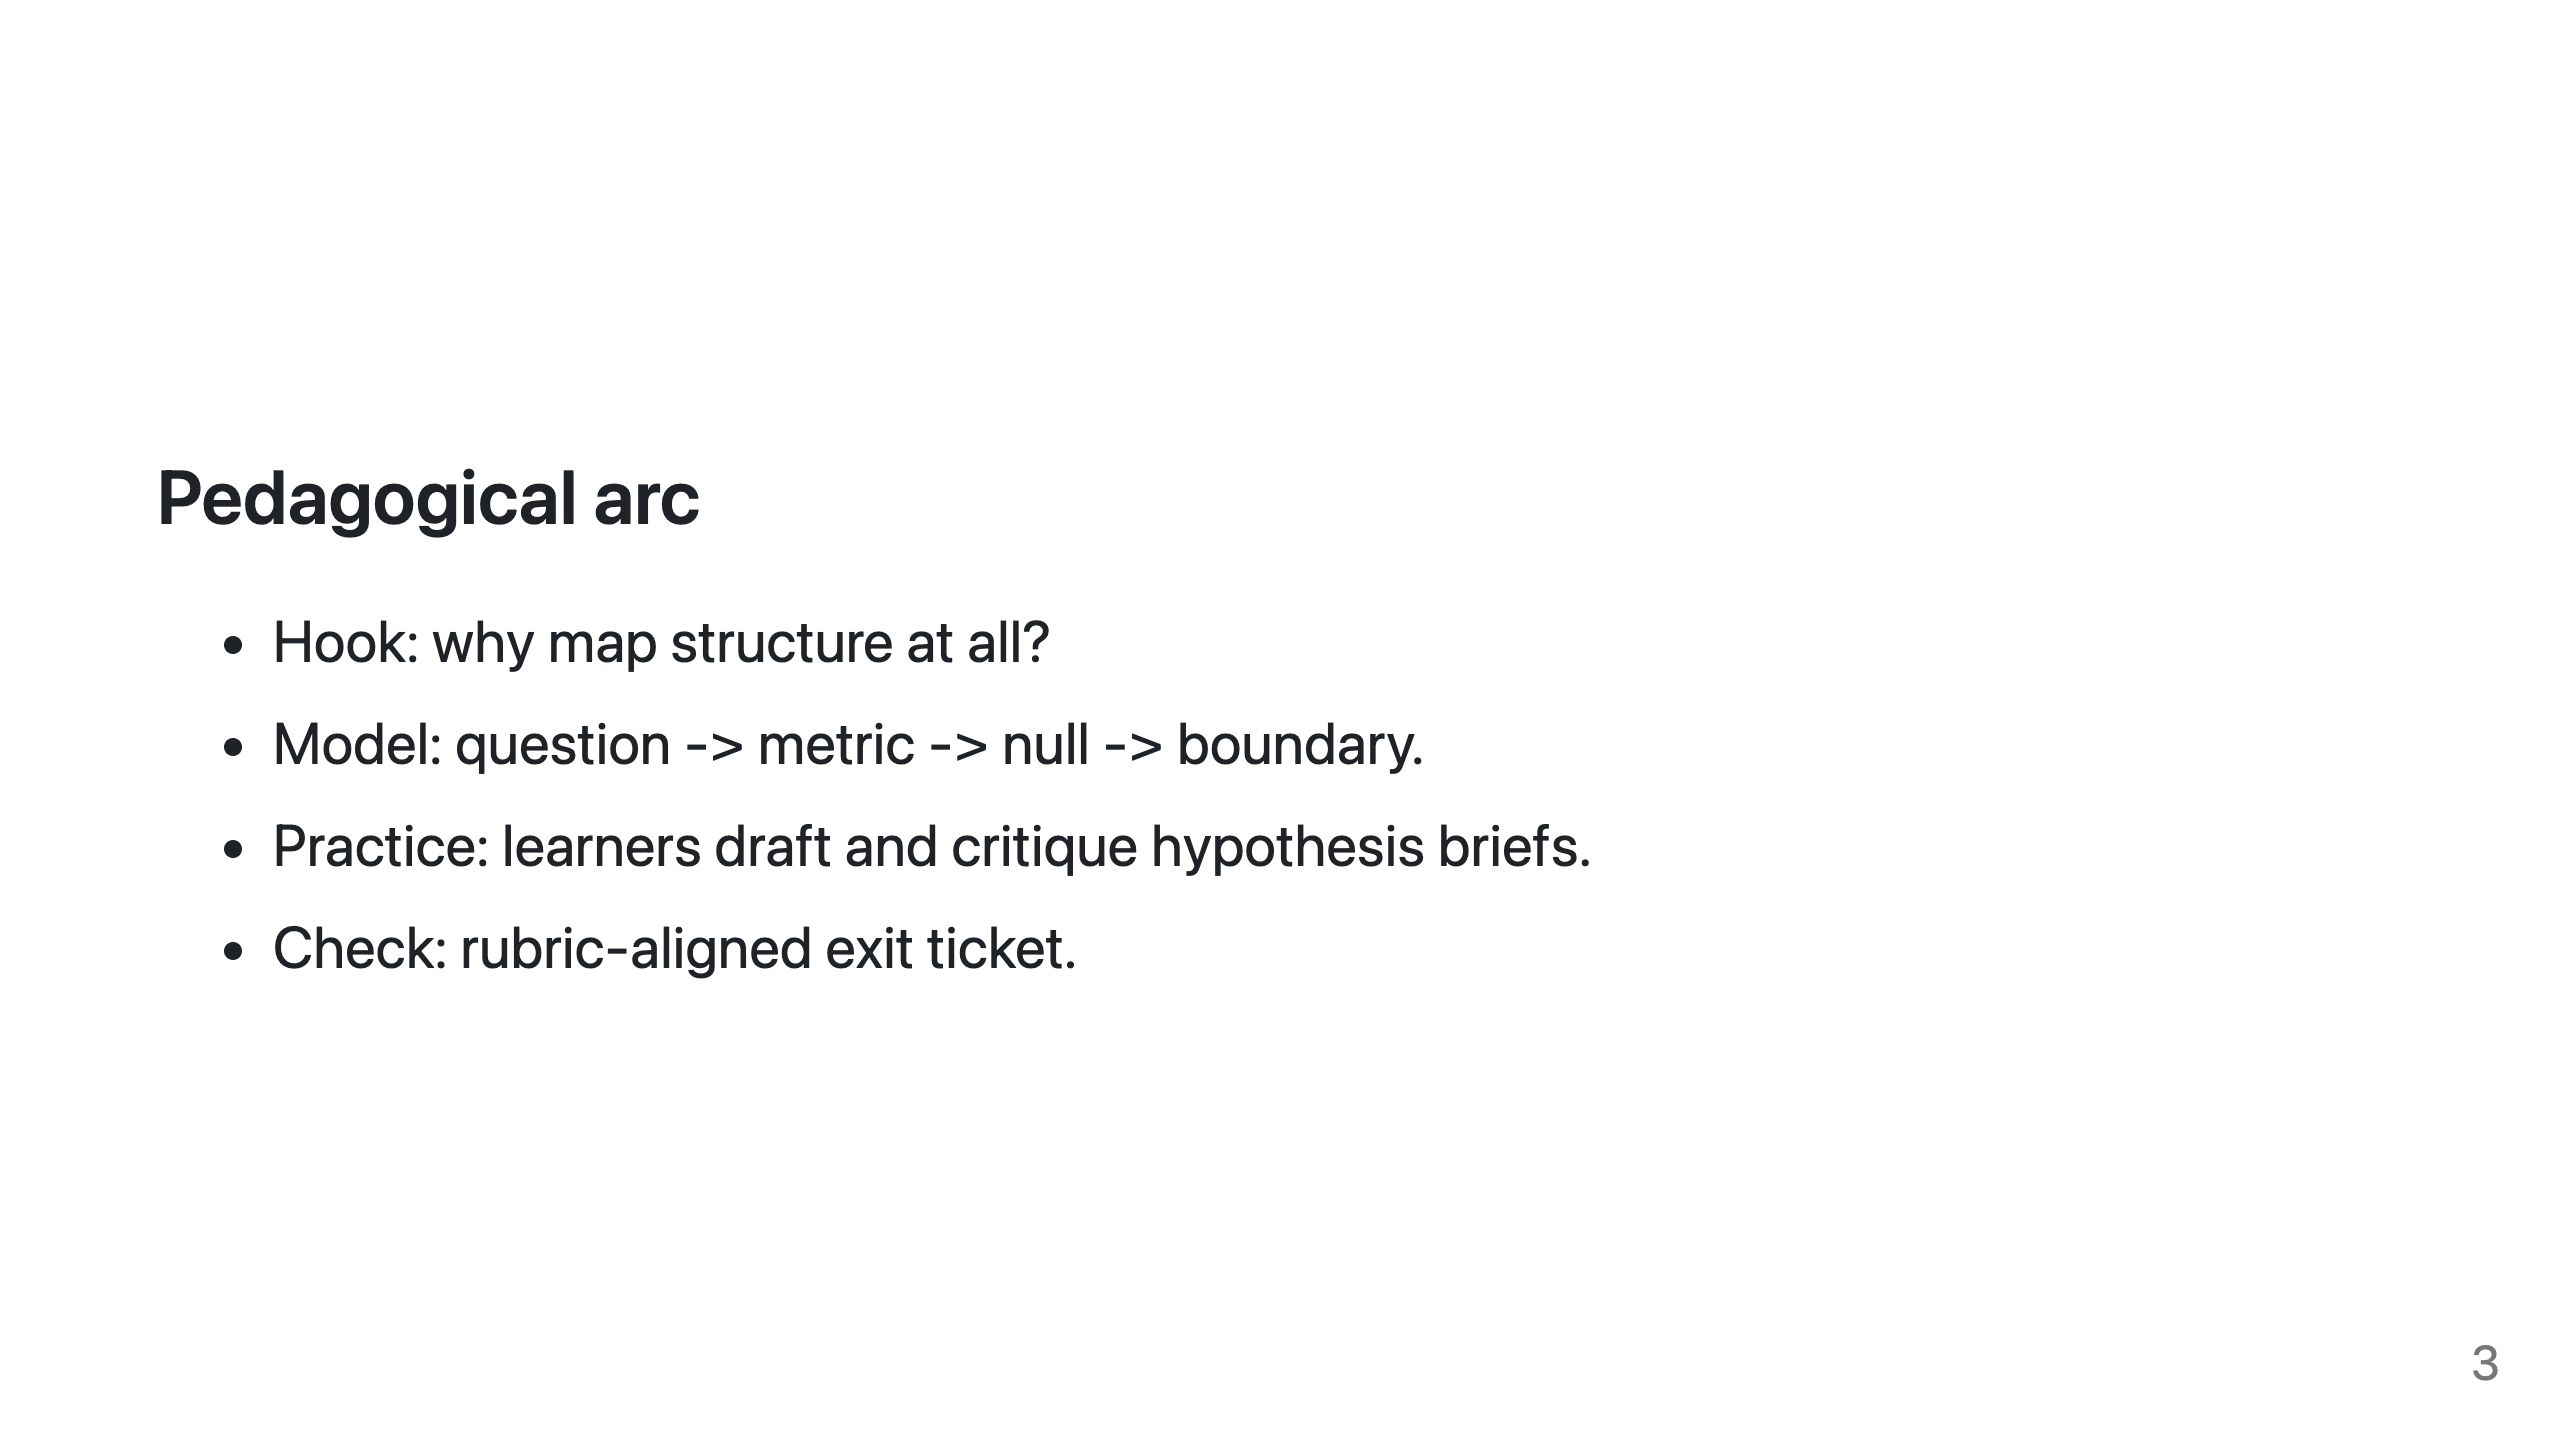 Pedagogical arc
• Hook: why map structure at all?
• Model: question -> metric -> null -> boundary.
• Practice: learners draft and critique hypothesis briefs.
• Check: rubric-aligned exit ticket.
3